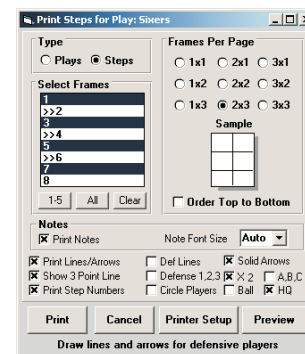 Print Steps for Play: Sixers
Type
Plays Steps
Select Frames
1
>>2
3
>>4
5
>>6
7
8
1-5 All Clear
Frames Per Page
1x1 2x1 3x1
1x2 2x2 3x2
1x3 2x3 3x3
Sample
Order Top to Bottom
Notes
Print Notes Note Font Size Auto
Print Lines/Arrows Def Lines Solid Arrows
Show 3 Point Line Defense 1,2,3 X 2 A,B,C
Print Step Numbers Circle Players Ball HQ
Print Cancel Printer Setup Preview
Draw lines and arrows for defensive players